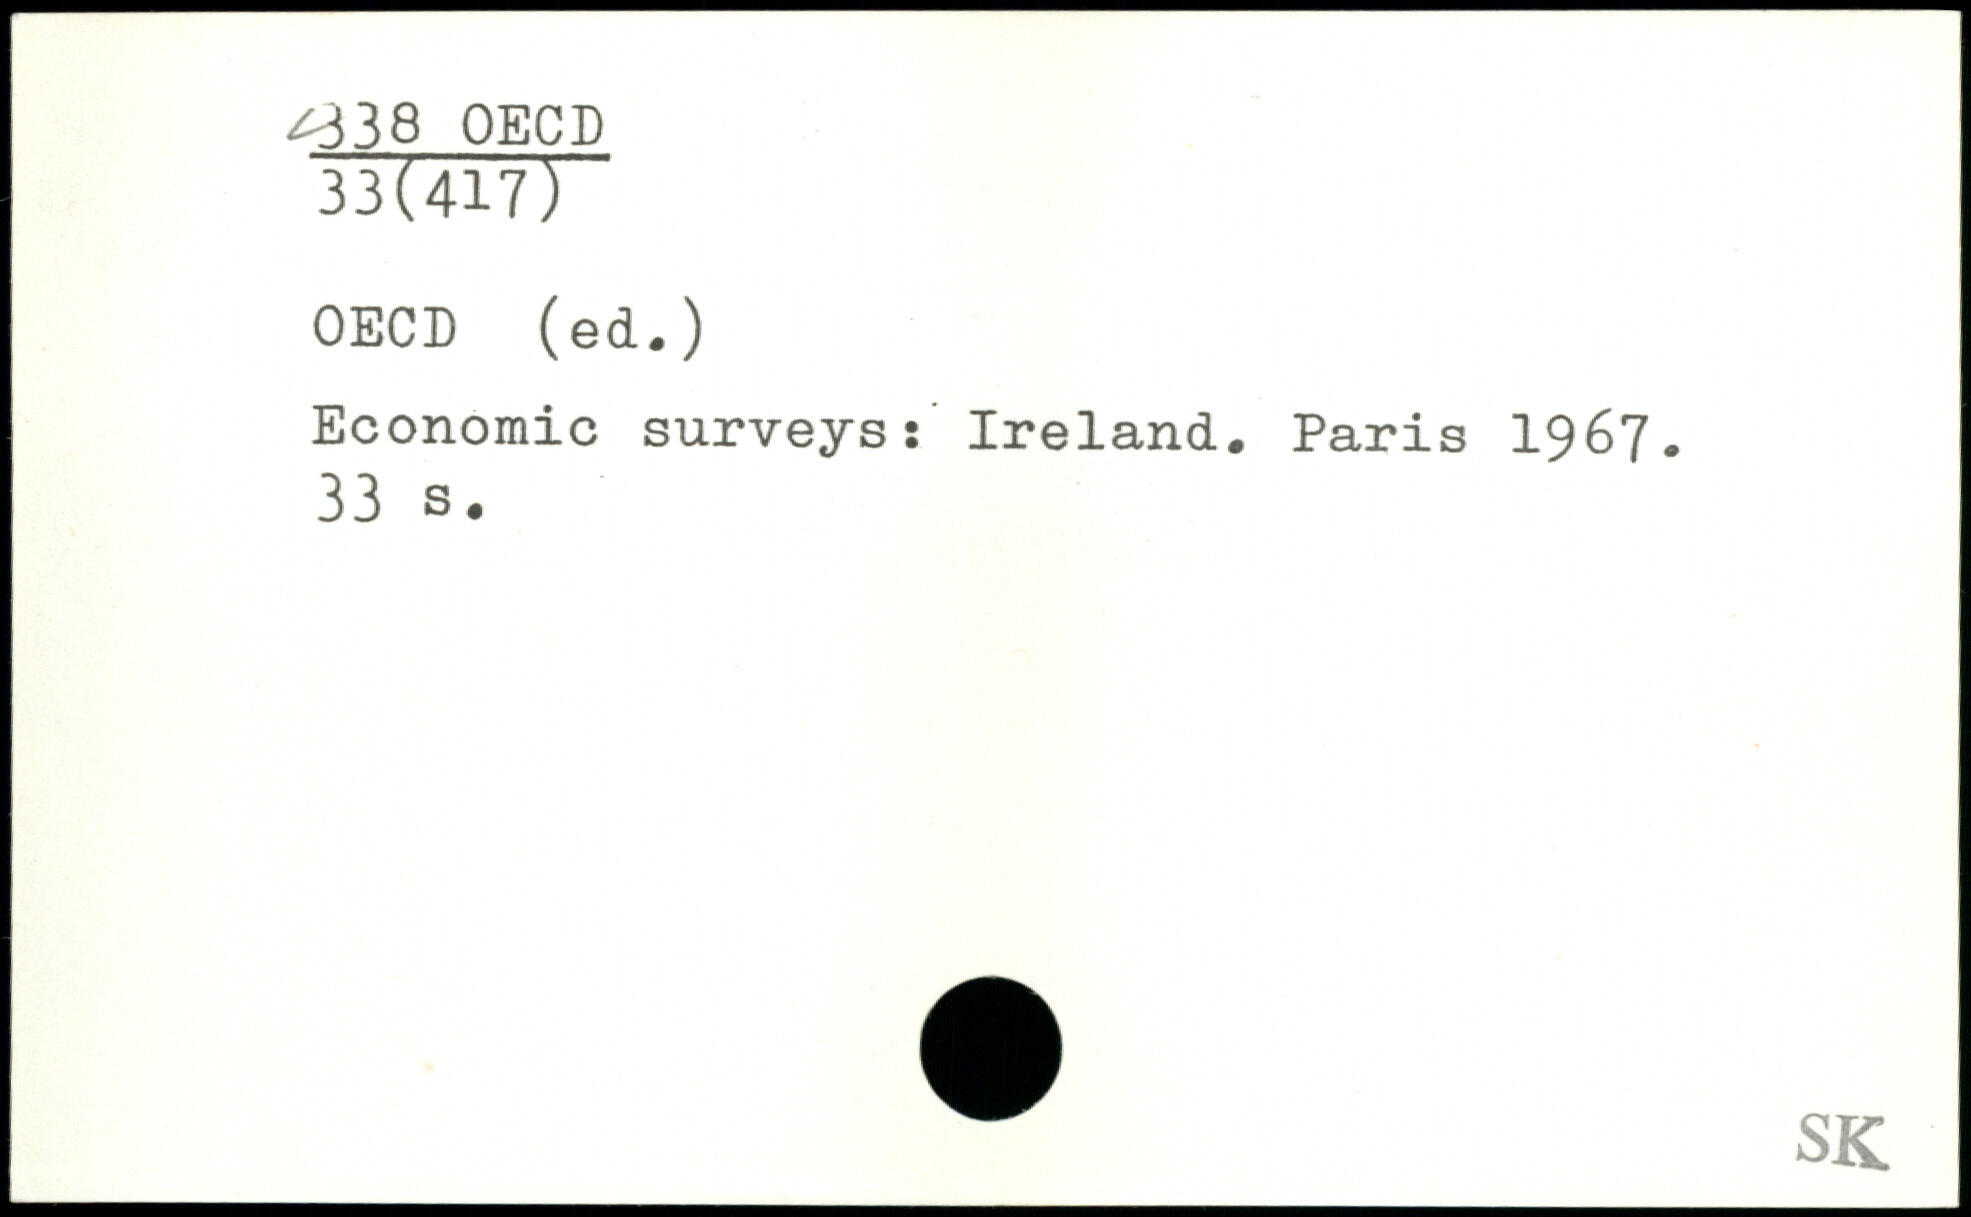 338 OECD
33(417)
OECD (ed.)
Economic surveys: Ireland. Paris 1967.
33 s.
SK